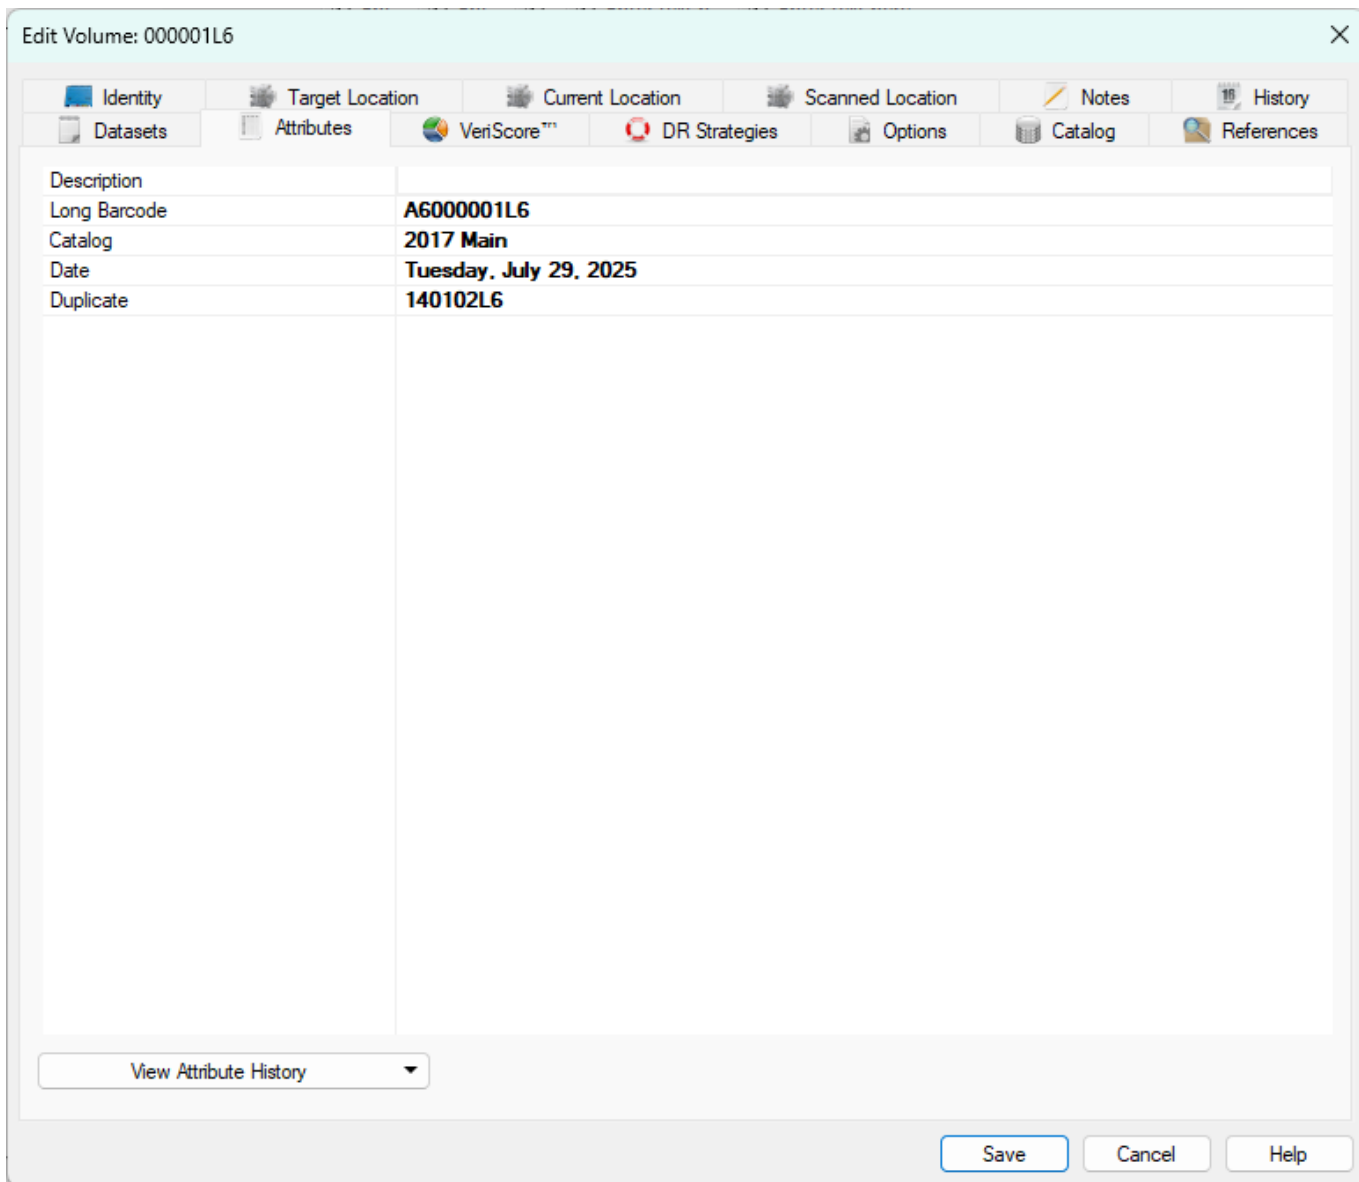 Edit Volume: 000001L6
Identity Target Location Current Location Scanned Location Notes History
Datasets Attributes VeriScore™ DR Strategies Options Catalog References
Description
Long Barcode A6000001L6
Catalog 2017 Main
Date Tuesday, July 29, 2025
Duplicate 140102L6
View Attribute History
Save Cancel Help